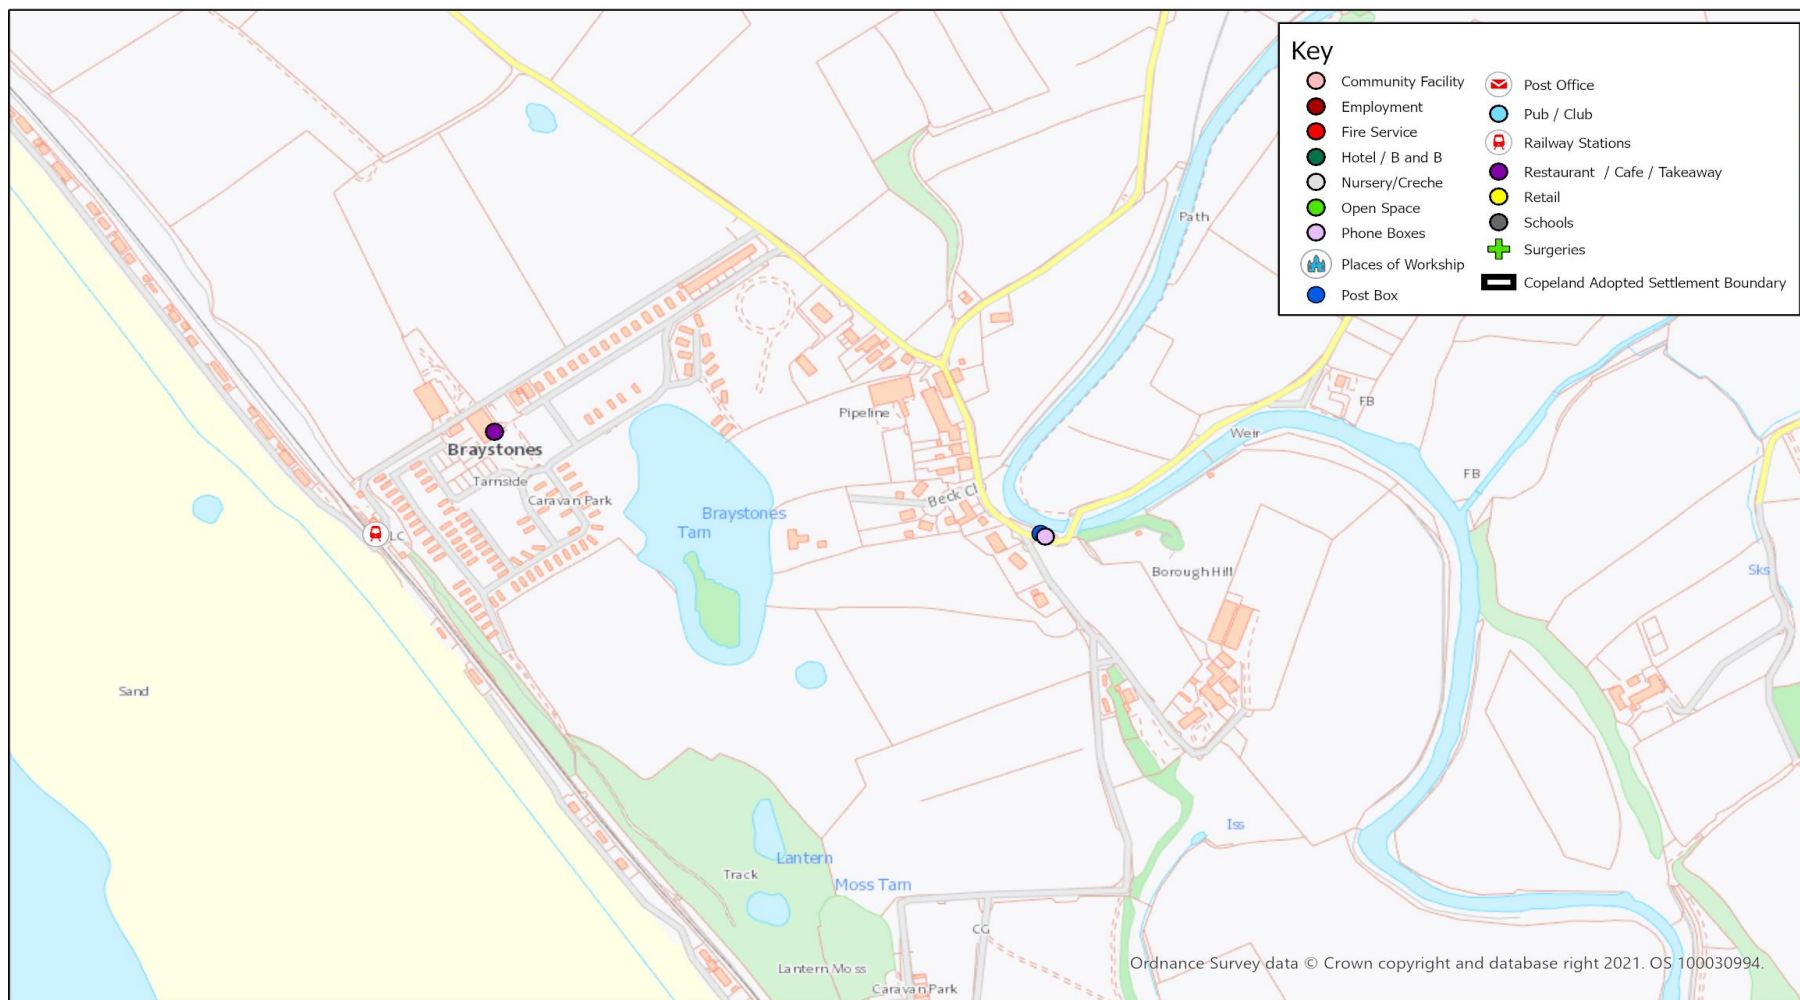 Key
Community Facility
Employment
Fire Service
Hotel / B and B
Nursery/Creche
Open Space
Phone Boxes
Places of Workship
Post Box
Post Office
Pub / Club
Railway Stations
Restaurant / Cafe / Takeaway
Retail
Schools
Surgeries
Copeland Adopted Settlement Boundary
Path
Pipeline
FB
Weir
Braystones
FB
Tarnside
Caravan Park
Beck Cl
Braystones
Tarn
LC
Borough Hill
Sks
Sand
Iss
Lantern
Moss Tarn
Track
CG
Lantern Moss
Caravan Park
Ordnance Survey data © Crown copyright and database right 2021. OS 100030994.